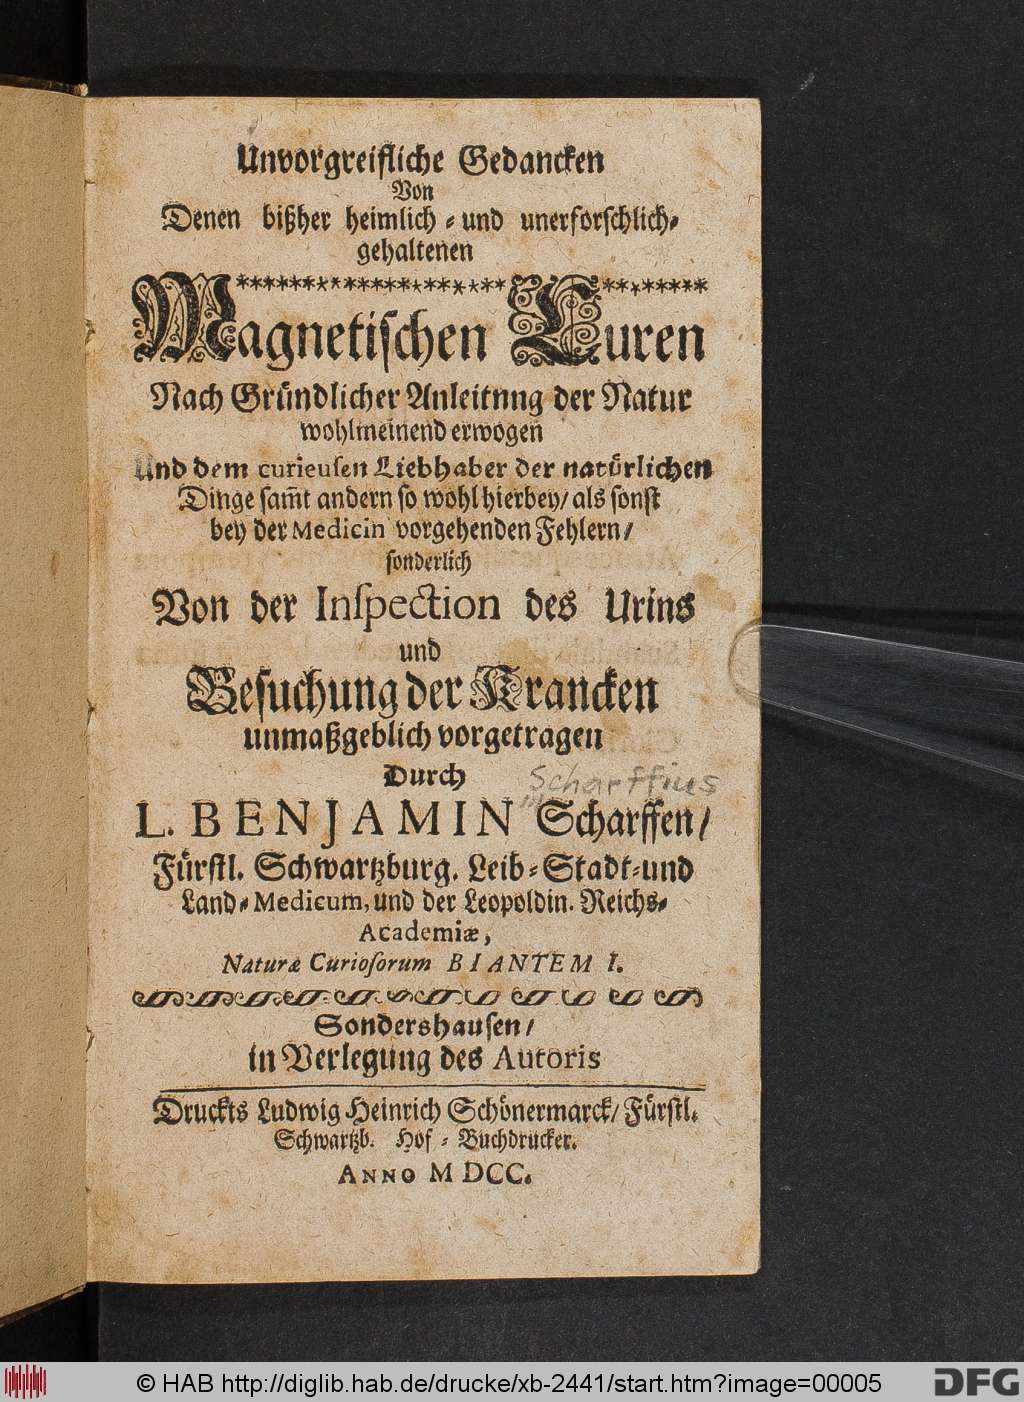 Unvorgreifliche Gedancken
Von
Denen bißher heimlich - und unerforschlich-
gehaltenen
Magnetischen Curen
Nach Gründlicher Anleitnng der Natur
wohlmeinend erwogen
Und dem curieusen Liebhaber der natürlichen
Dinge sam̃t andern so wohl hierbey/ als sonst
bey der Medicin vorgehenden Fehlern/
sonderlich
Von der Inspection des Urins
und
Besuchung der Krancken
unmaßgeblich vorgetragen
Durch
Scharffius
L. BENJAMIN Scharffen/
Fürstl. Schwartzburg. Leib-Stadt-und
Land-Medicum, und der Leopoldin. Reichs-
Academiæ,
Naturæ Curiosorum BIANTEM I.
Sondershausen/
in Verlegung des Autoris
Druckts Ludwig Heinrich Schönermarck/ Fürstl.
Schwartzb. Hof - Buchdrucker.
ANNO M DCC.
© HAB http://diglib.hab.de/drucke/xb-2441/start.htm?image=00005
DFG